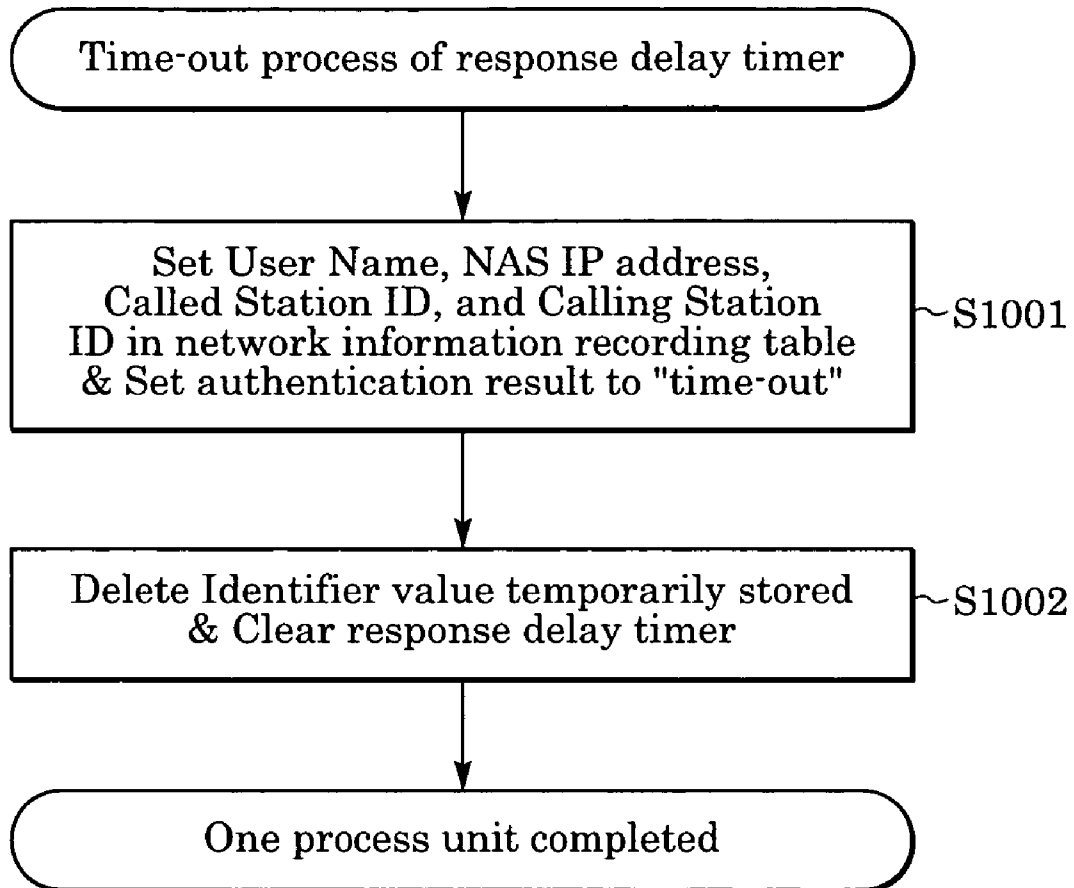 Time-out process of response delay timer
Set User Name, NAS IP address,
Called Station ID, and Calling Station
ID in network information recording table
& Set authentication result to "time-out"
S1001
Delete Identifier value temporarily stored
& Clear response delay timer
S1002
One process unit completed